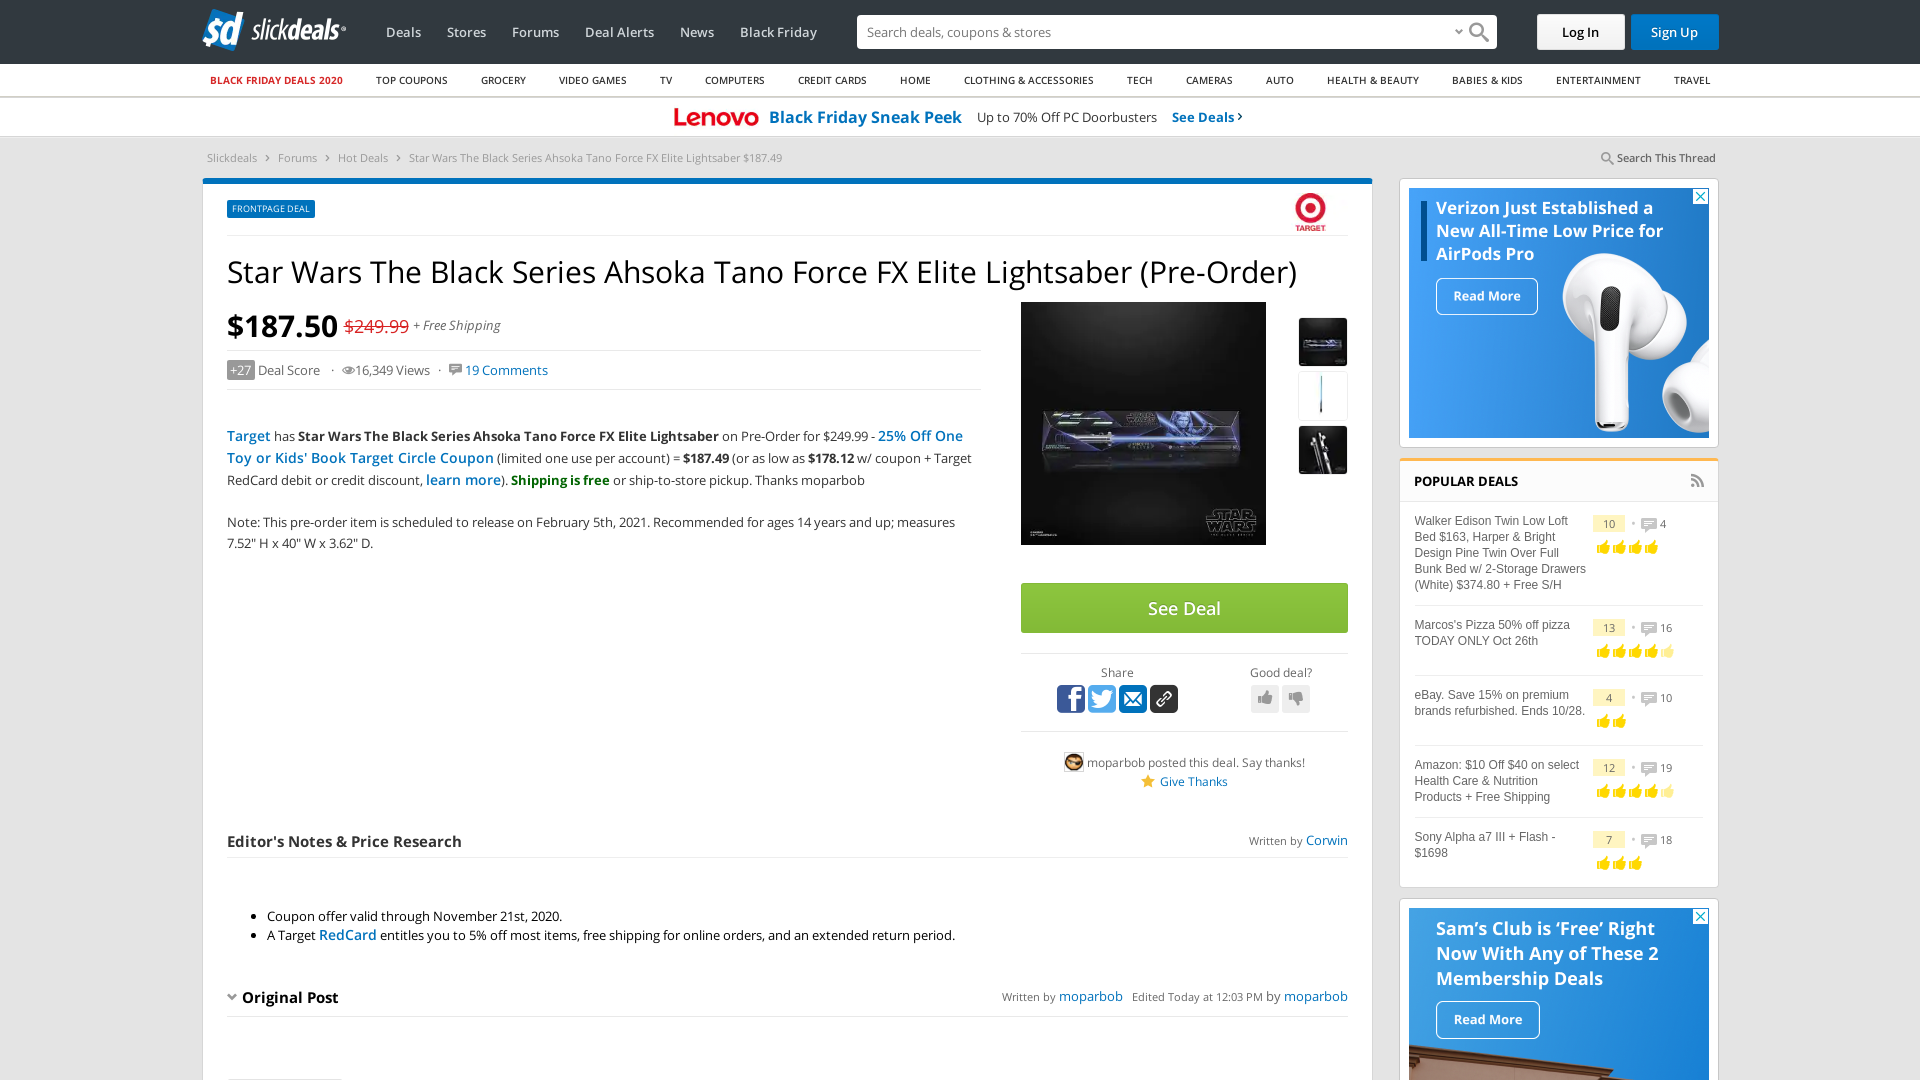 sd slickdeals
Deals Stores Forums Deal Alerts News Black Friday
Search deals, coupons & shops
Log In Sign Up
BLACK FRIDAY DEALS 2020 TOP COUPONS GROCERY VIDEO GAMES TV COMPUTERS CREDIT CARDS HOME CLOTHING & ACCESSORIES TECH CAMERAS AUTO HEALTH & BEAUTY BABIES & KIDS ENTERTAINMENT TRAVEL
Lenovo Black Friday Sneak Peek Up to 70% Off PC Doorbusters See Deals ›
Slickdeals › Forums › Hot Deals › Star Wars The Black Series Ahsoka Tano Force FX Elite Lightsaber $187.49
Search This Thread
FRONTPAGE DEAL
TARGET
Star Wars The Black Series Ahsoka Tano Force FX Elite Lightsaber (Pre-Order)
$187.50 $249.99 + Free Shipping
+27 Deal Score · 16,349 Views · 19 Comments
Target has Star Wars The Black Series Ahsoka Tano Force FX Elite Lightsaber on Pre-Order for $249.99 - 25% Off One
Toy or Kids' Book Target Circle Coupon (limited one use per account) = $187.49 (or as low as $178.12 w/ coupon + Target
RedCard debit or credit discount, learn more). Shipping is free or ship-to-store pickup. Thanks moparbob
Note: This pre-order item is scheduled to release on February 5th, 2021. Recommended for ages 14 years and up; measures
7.52" H x 40" W x 3.62" D.
STAR
WARS
See Deal
Share Good deal?
moparbob posted this deal. Say thanks!
Give Thanks
Editor's Notes & Price Research
Written by Corwin
• Coupon offer valid through November 21st, 2020.
• A Target RedCard entitles you to 5% off most items, free shipping for online orders, and an extended return period.
Original Post
Written by moparbob Edited Today at 12:03 PM by moparbob
Verizon Just Established a
New All-Time Low Price for
AirPods Pro
Read More
POPULAR DEALS
Walker Edison Twin Low Loft
Bed $163, Harper & Bright
Design Pine Twin Over Full
Bunk Bed w/ 2-Storage Drawers
(White) $374.80 + Free S/H
10 • 4
Marcos's Pizza 50% off pizza
TODAY ONLY Oct 26th
13 • 16
eBay. Save 15% on premium
brands refurbished. Ends 10/28.
4 • 10
Amazon: $10 Off $40 on select
Health Care & Nutrition
Products + Free Shipping
12 • 19
Sony Alpha a7 III + Flash -
$1698
7 • 18
Sam's Club is 'Free' Right
Now With Any of These 2
Membership Deals
Read More